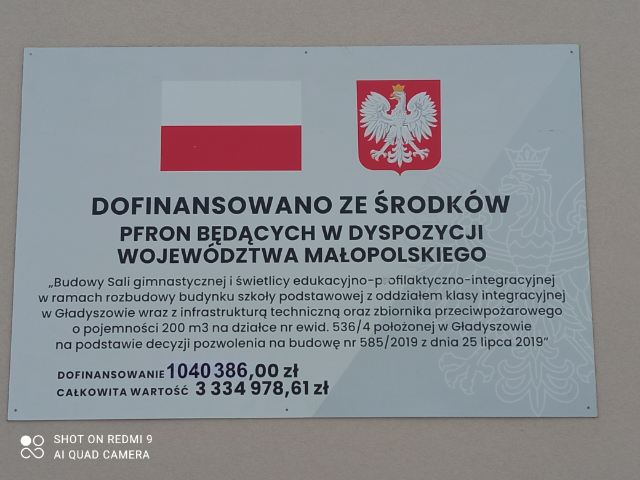 DOFINANSOWANO ZE ŚRODKÓW
PFRON BĘDĄCYCH W DYSPOZYCJI
WOJEWÓDZTWA MAŁOPOLSKIEGO
„Budowy Sali gimnastycznej i świetlicy edukacyjno-profilaktyczno-integracyjnej
w ramach rozbudowy budynku szkoły podstawowej z oddziałem klasy integracyjnej
w Gładyszowie wraz z infrastrukturą techniczną oraz zbiornika przeciwpożarowego
o pojemności 200 m3 na działce nr ewid. 536/4 położonej w Gładyszowie
na podstawie decyzji pozwolenia na budowę nr 585/2019 z dnia 25 lipca 2019”
DOFINANSOWANIE 1040386,00 zł
CAŁKOWITA WARTOŚĆ 3 334 978,61 zł
SHOT ON REDMI 9
AI QUAD CAMERA